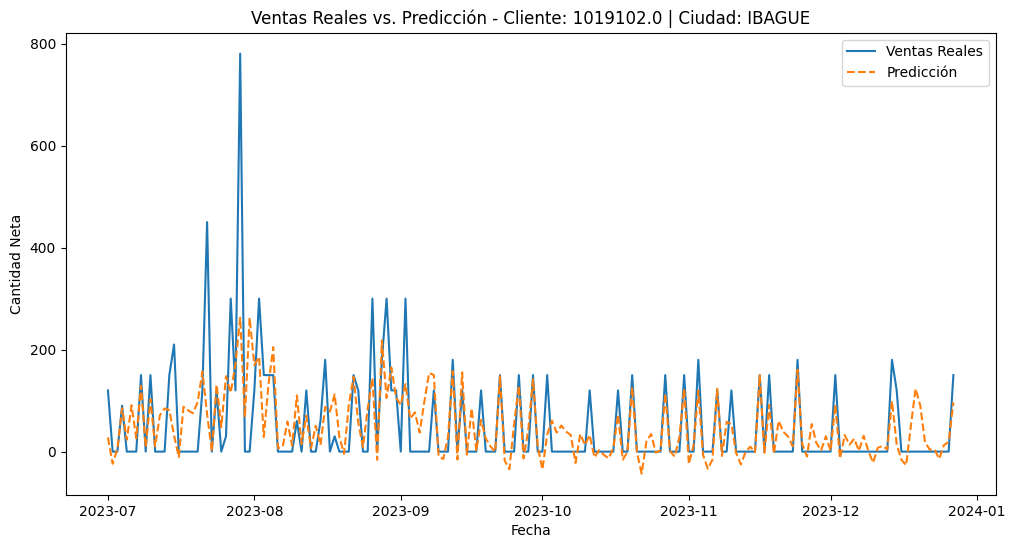 Ventas Reales vs. Predicción - Cliente: 1019102.0 | Ciudad: IBAGUE
Ventas Reales
Predicción
800
600
400
200
0
Cantidad Neta
2023-07
2023-08
2023-09
2023-10
2023-11
2023-12
2024-01
Fecha